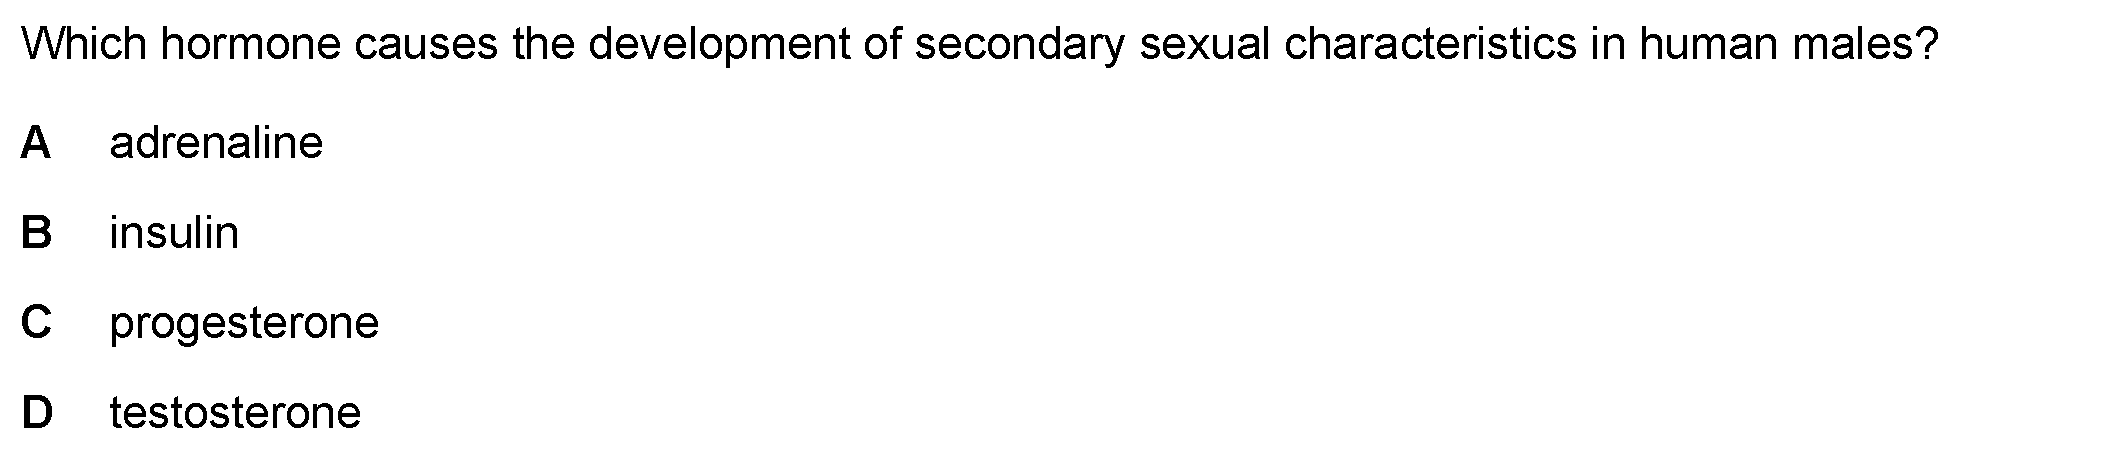 Which hormone causes the development of secondary sexual characteristics in human males?
A adrenaline
B insulin
C progesterone
D testosterone